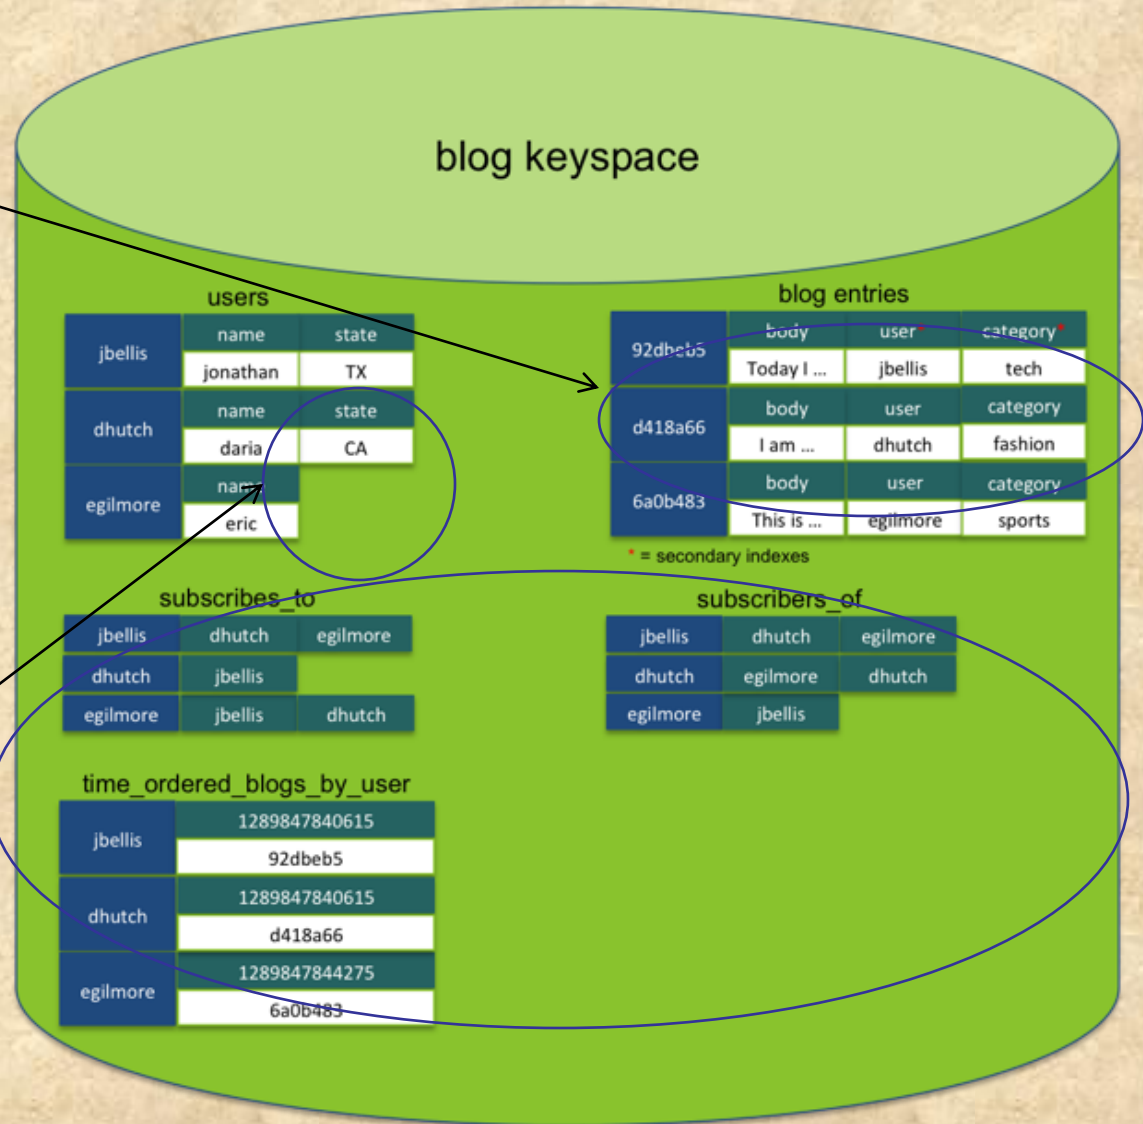 blog keyspace
users
jbellis name state
jonathan TX
dhutch name state
daria CA
egilmore name
eric
blog entries
92dbeb5 body user* category*
Today I ... jbellis tech
d418a66 body user category
I am ... dhutch fashion
6a0b483 body user category
This is ... egilmore sports
* = secondary indexes
subscribes_to
jbellis dhutch egilmore
dhutch jbellis
egilmore jbellis dhutch
subscribers_of
jbellis dhutch egilmore
dhutch egilmore dhutch
egilmore jbellis
time_ordered_blogs_by_user
jbellis 1289847840615
92dbeb5
dhutch 1289847840615
d418a66
egilmore 1289847844275
6a0b483